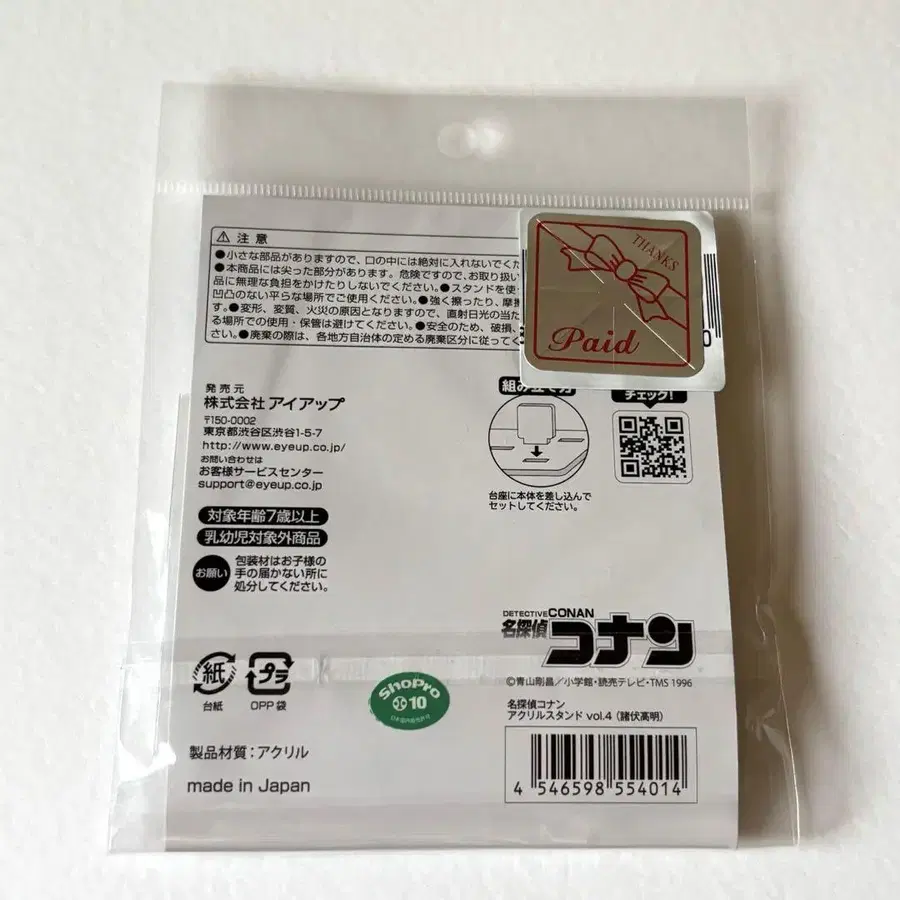 注意
●小さな部品がありますので、口の中には絶対に入れないでくだ
●本商品には尖った部分があります。危険ですので、お取り扱い
品に無理な負担をかけたりしないでください。●スタンドを使
凹凸のない平らな場所でご使用ください。●強く擦ったり、摩擦
す。●変形、変質、火災の原因となりますので、直射日光の当た
る場所での使用・保管は避けてください。●安全のため、破損、
さい。●廃棄の際は、各地方自治体の定める廃棄区分に従ってく
THANKS
Paid
0
発売元
株式会社 アイアップ
〒150-0002
東京都渋谷区渋谷1-5-7
http://www.eyeup.co.jp/
お問い合わせは
お客様サービスセンター
support@eyeup.co.jp
組み立て方
チェック!
台座に本体を差し込んで
セットしてください。
対象年齢7歳以上
乳幼児対象外商品
お願い
包装材はお子様の
手の届かない所に
処分してください。
DETECTIVE CONAN
名探偵コナン
©青山剛昌/小学館・読売テレビ・TMS 1996
紙
台紙
プラ
OPP 袋
ShoPro
10
名探偵コナン
アクリルスタンド vol.4(諸伏高明)
4 546598 554014
製品材質:アクリル
made in Japan